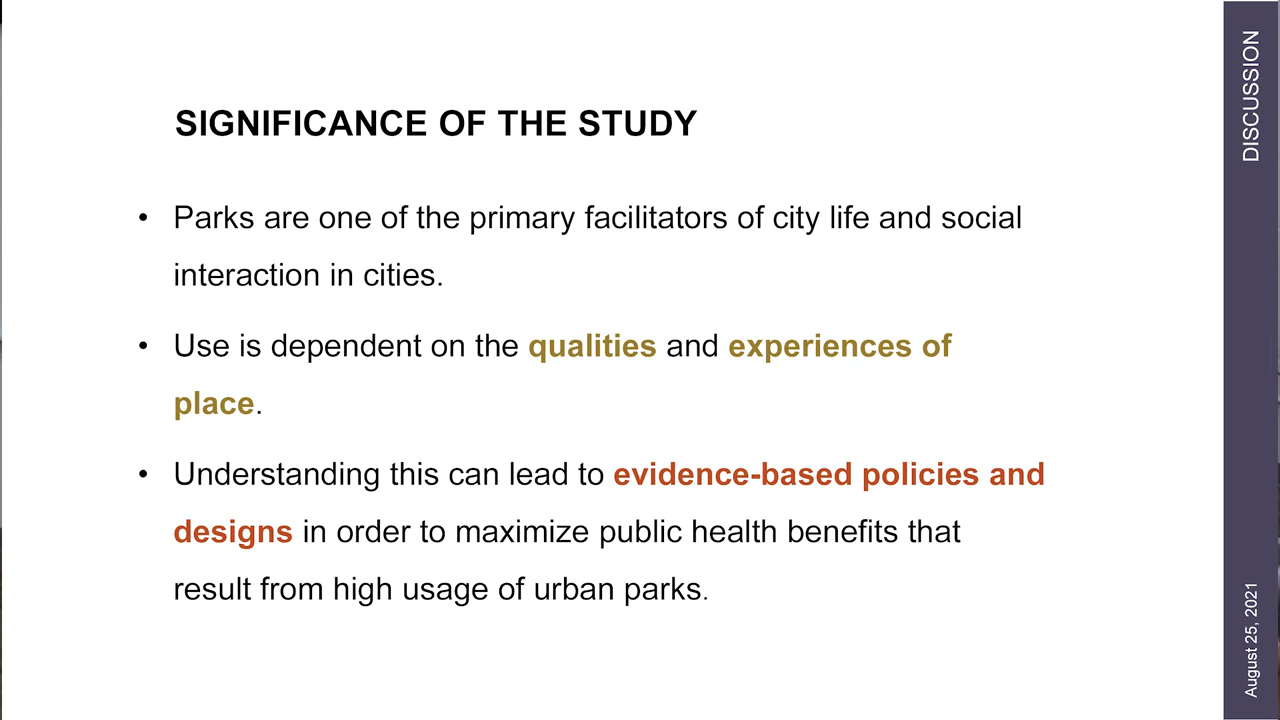 SIGNIFICANCE OF THE STUDY
• Parks are one of the primary facilitators of city life and social
interaction in cities.
• Use is dependent on the qualities and experiences of
place.
• Understanding this can lead to evidence-based policies and
designs in order to maximize public health benefits that
result from high usage of urban parks.
DISCUSSION
August 25, 2021